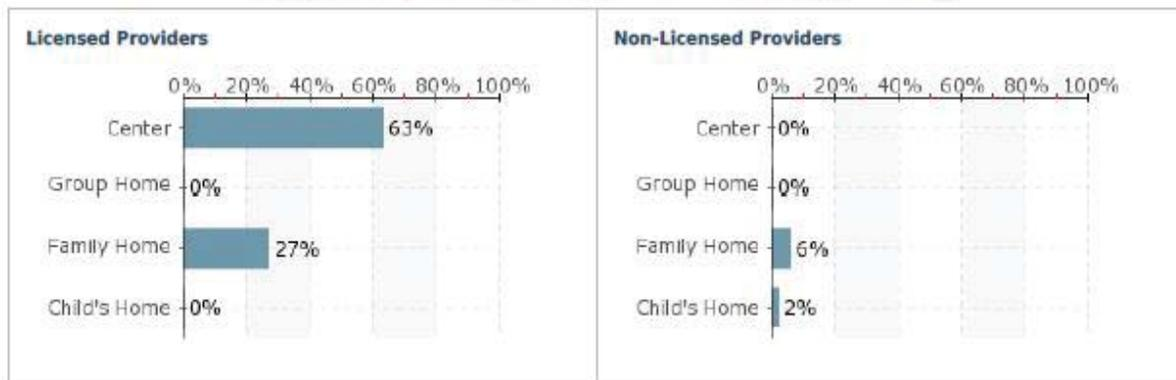 Licensed Providers
0% 20% 40% 60% 80% 100%
Center 63%
Group Home 0%
Family Home 27%
Child's Home 0%
Non-Licensed Providers
0% 20% 40% 60% 80% 100%
Center 0%
Group Home 0%
Family Home 6%
Child's Home 2%